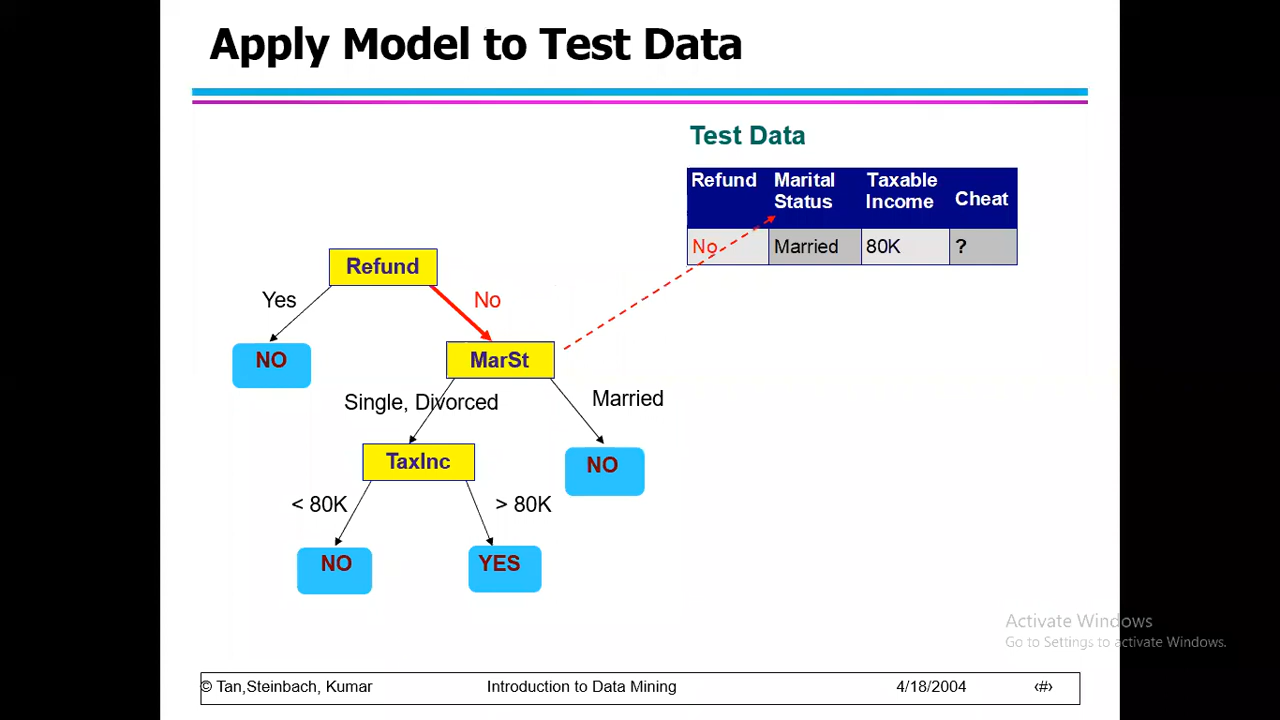 Apply Model to Test Data
Test Data
Refund Marital Status Taxable Income Cheat
No Married 80K ?
Refund
Yes No
NO
MarSt
Single, Divorced Married
TaxInc
NO
< 80K > 80K
NO YES
Activate Windows
Go to Settings to activate Windows.
© Tan,Steinbach, Kumar Introduction to Data Mining 4/18/2004 ‹#›